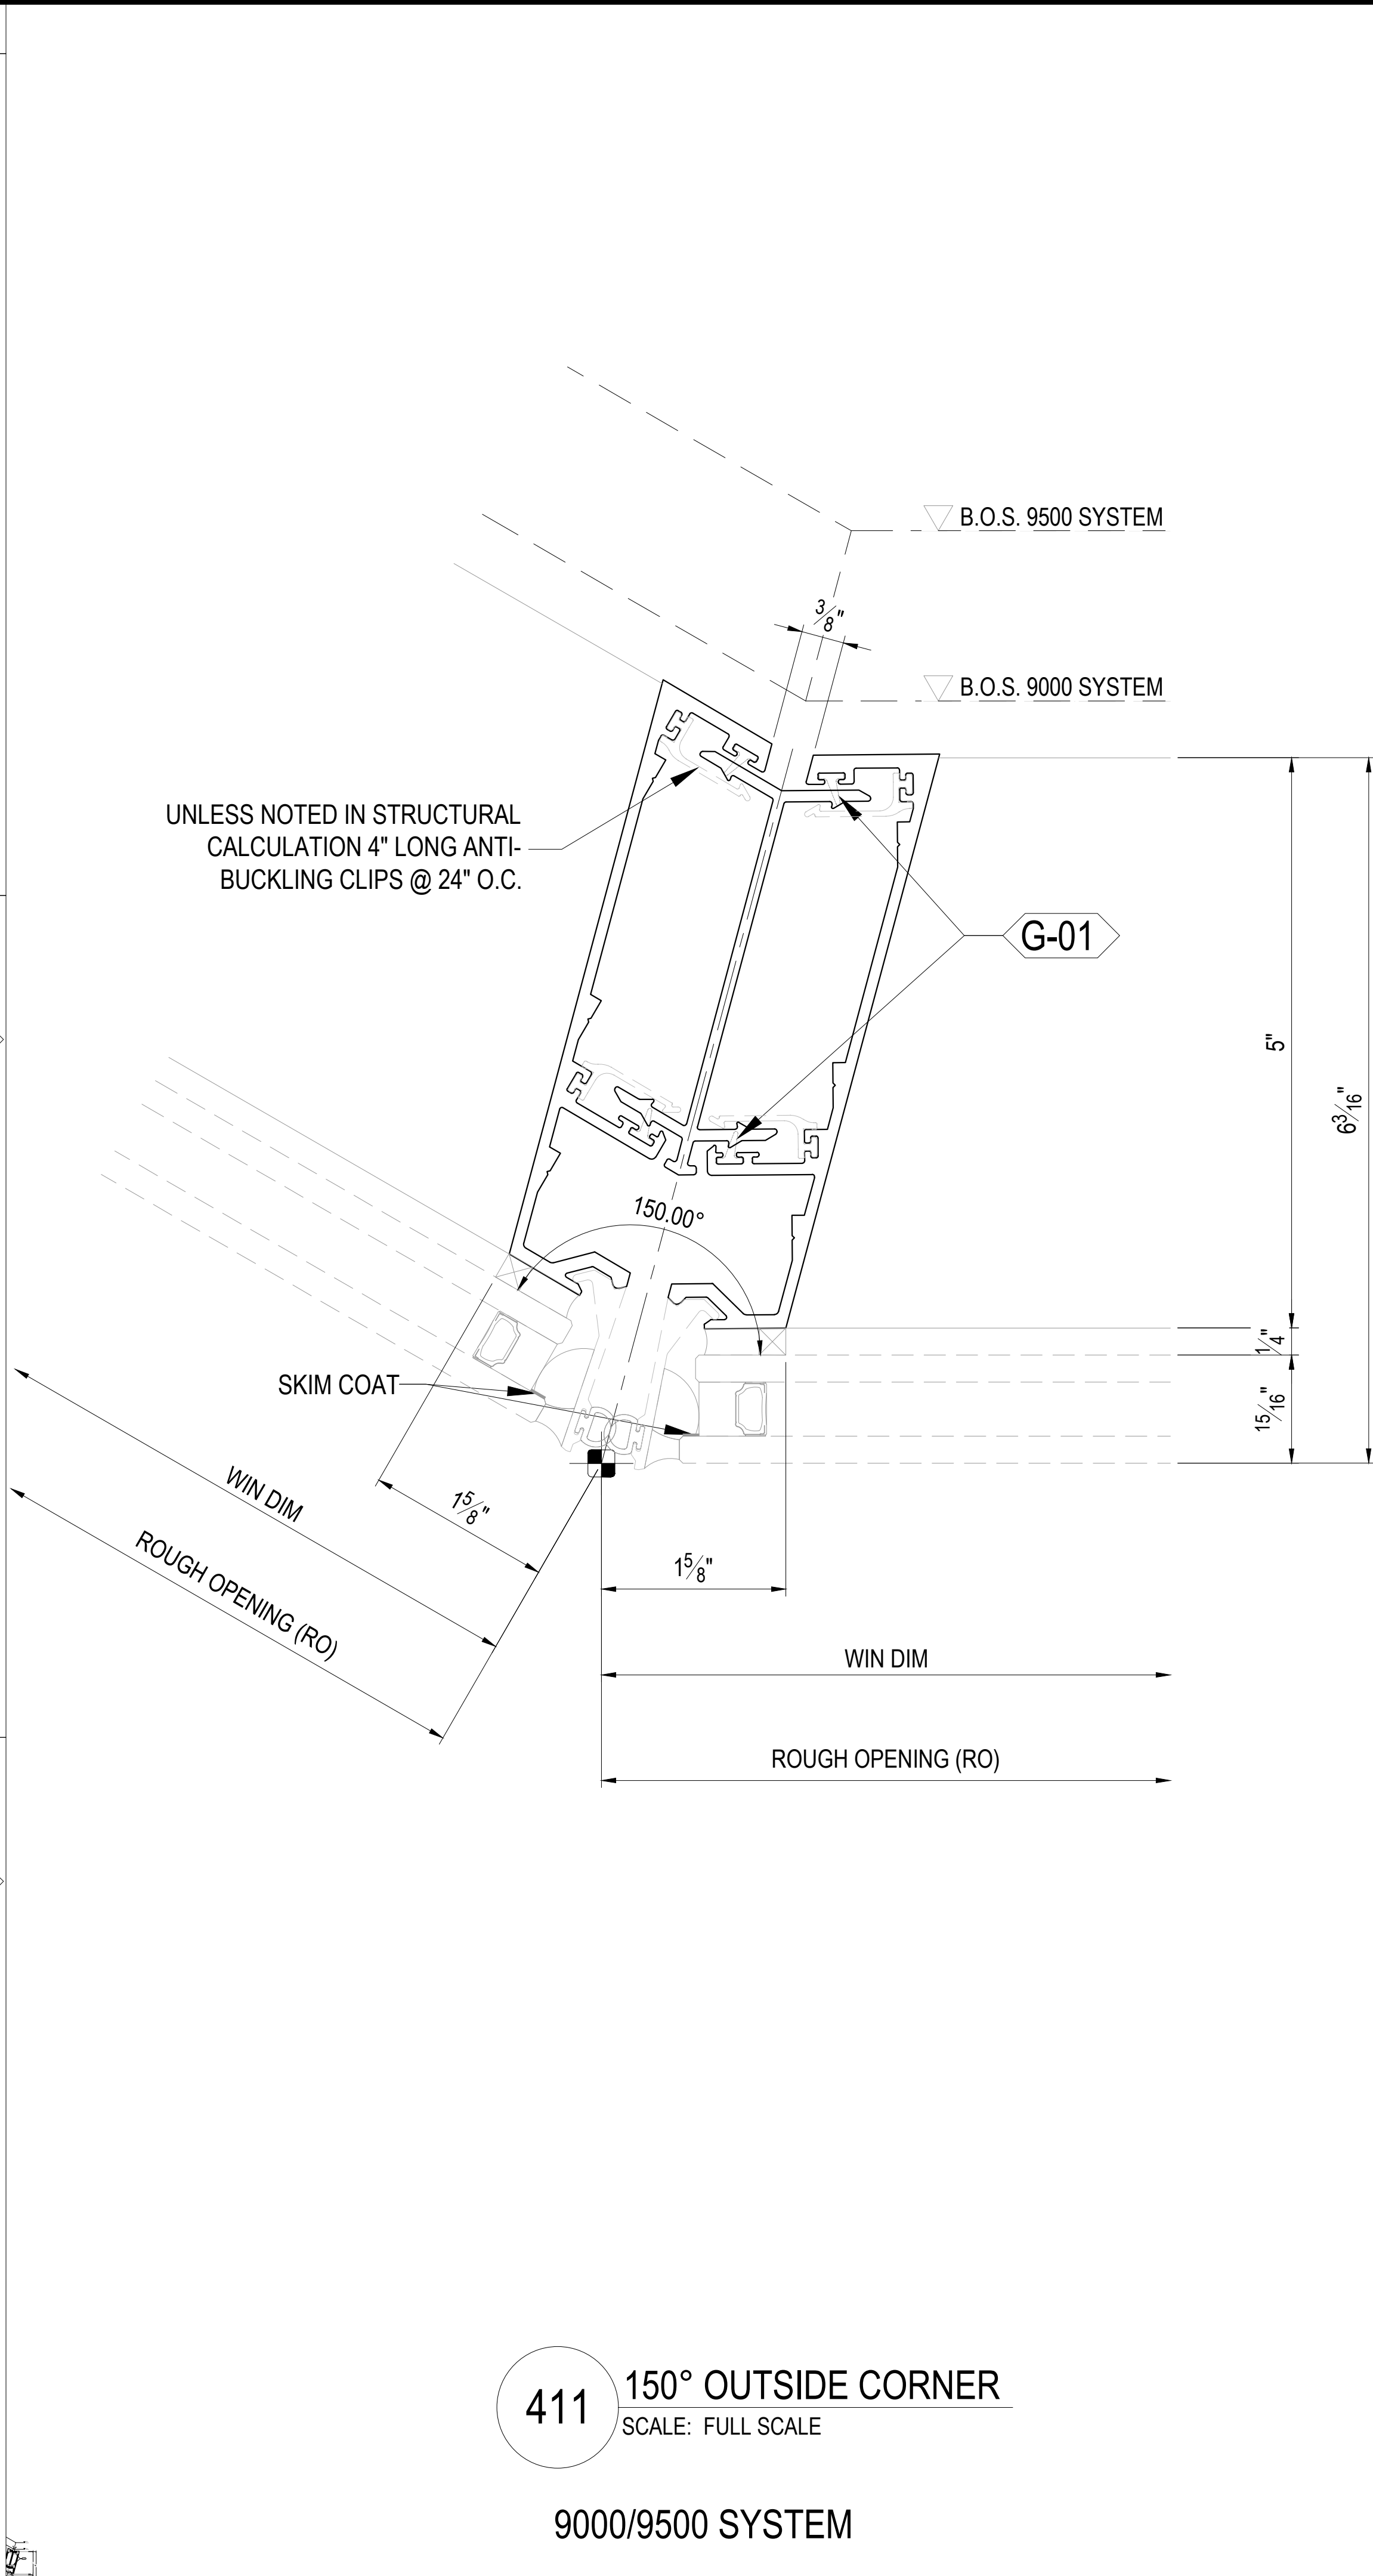 B.O.S. 9500 SYSTEM
3/8"
B.O.S. 9000 SYSTEM
UNLESS NOTED IN STRUCTURAL
CALCULATION 4" LONG ANTI-
BUCKLING CLIPS @ 24" O.C.
G-01
5"
6 3/16"
150.00°
1/4"
SKIM COAT
15/16"
WIN DIM
1 5/8"
ROUGH OPENING (RO)
1 5/8"
WIN DIM
ROUGH OPENING (RO)
411
150° OUTSIDE CORNER
SCALE: FULL SCALE
9000/9500 SYSTEM